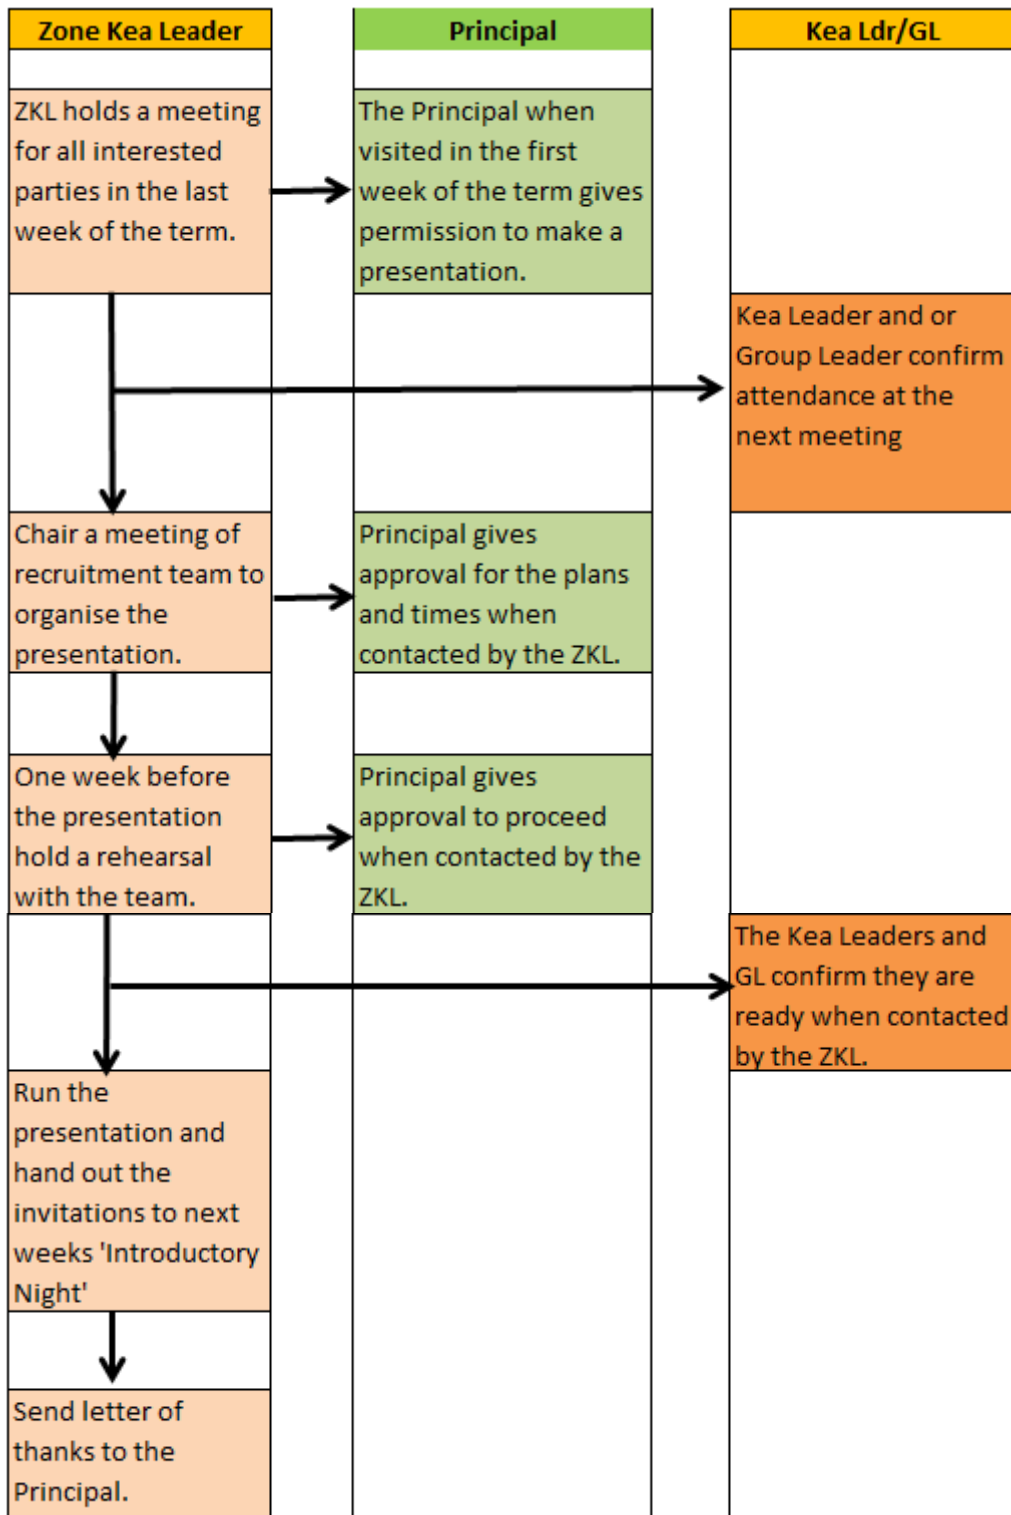 Zone Kea Leader
Principal
Kea Ldr/GL
ZKL holds a meeting
for all interested
parties in the last
week of the term.
The Principal when
visited in the first
week of the term gives
permission to make a
presentation.
Kea Leader and or
Group Leader confirm
attendance at the
next meeting
Chair a meeting of
recruitment team to
organise the
presentation.
Principal gives
approval for the plans
and times when
contacted by the ZKL.
One week before
the presentation
hold a rehearsal
with the team.
Principal gives
approval to proceed
when contacted by the
ZKL.
The Kea Leaders and
GL confirm they are
ready when contacted
by the ZKL.
Run the
presentation and
hand out the
invitations to next
weeks 'Introductory
Night'
Send letter of
thanks to the
Principal.